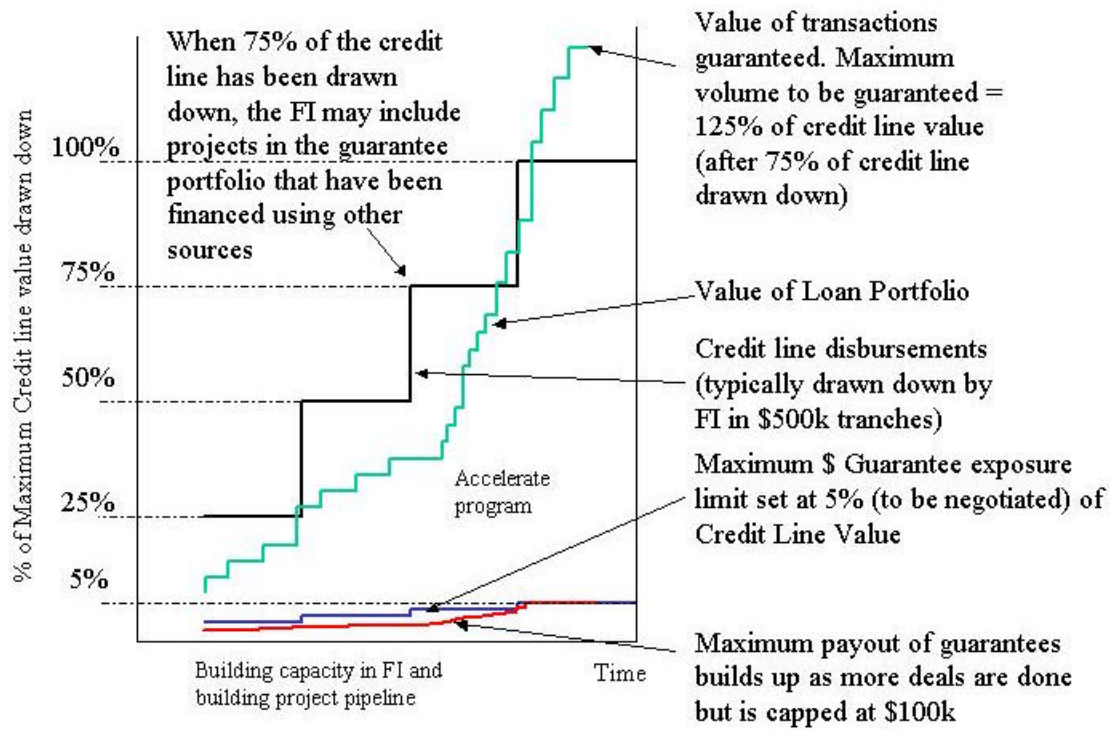 % of Maximum Credit line value drawn down
100%
75%
50%
25%
5%
When 75% of the credit
line has been drawn
down, the FI may include
projects in the guarantee
portfolio that have been
financed using other
sources
Value of transactions
guaranteed. Maximum
volume to be guaranteed =
125% of credit line value
(after 75% of credit line
drawn down)
Value of Loan Portfolio
Credit line disbursements
(typically drawn down by
FI in $500k tranches)
Accelerate
program
Maximum $ Guarantee exposure
limit set at 5% (to be negotiated) of
Credit Line Value
Maximum payout of guarantees
builds up as more deals are done
but is capped at $100k
Building capacity in FI and
building project pipeline
Time